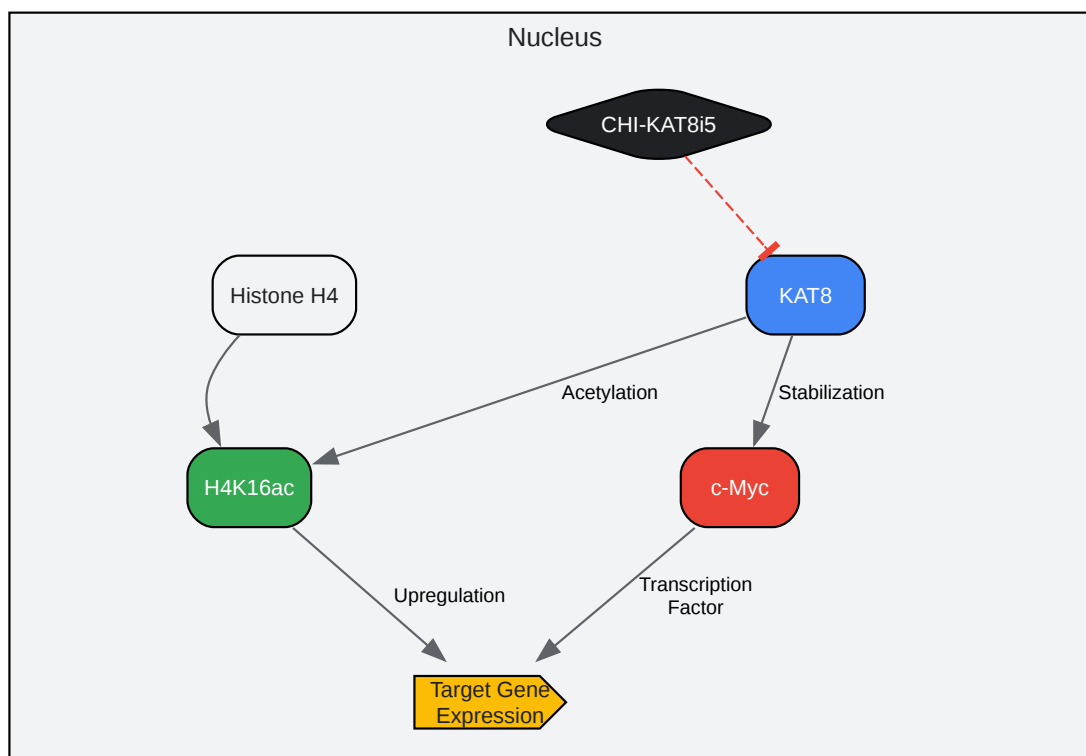 Nucleus
CHI-KAT8i5
Histone H4
KAT8
Acetylation
Stabilization
H4K16ac
c-Myc
Upregulation
Transcription
Factor
Target Gene
Expression